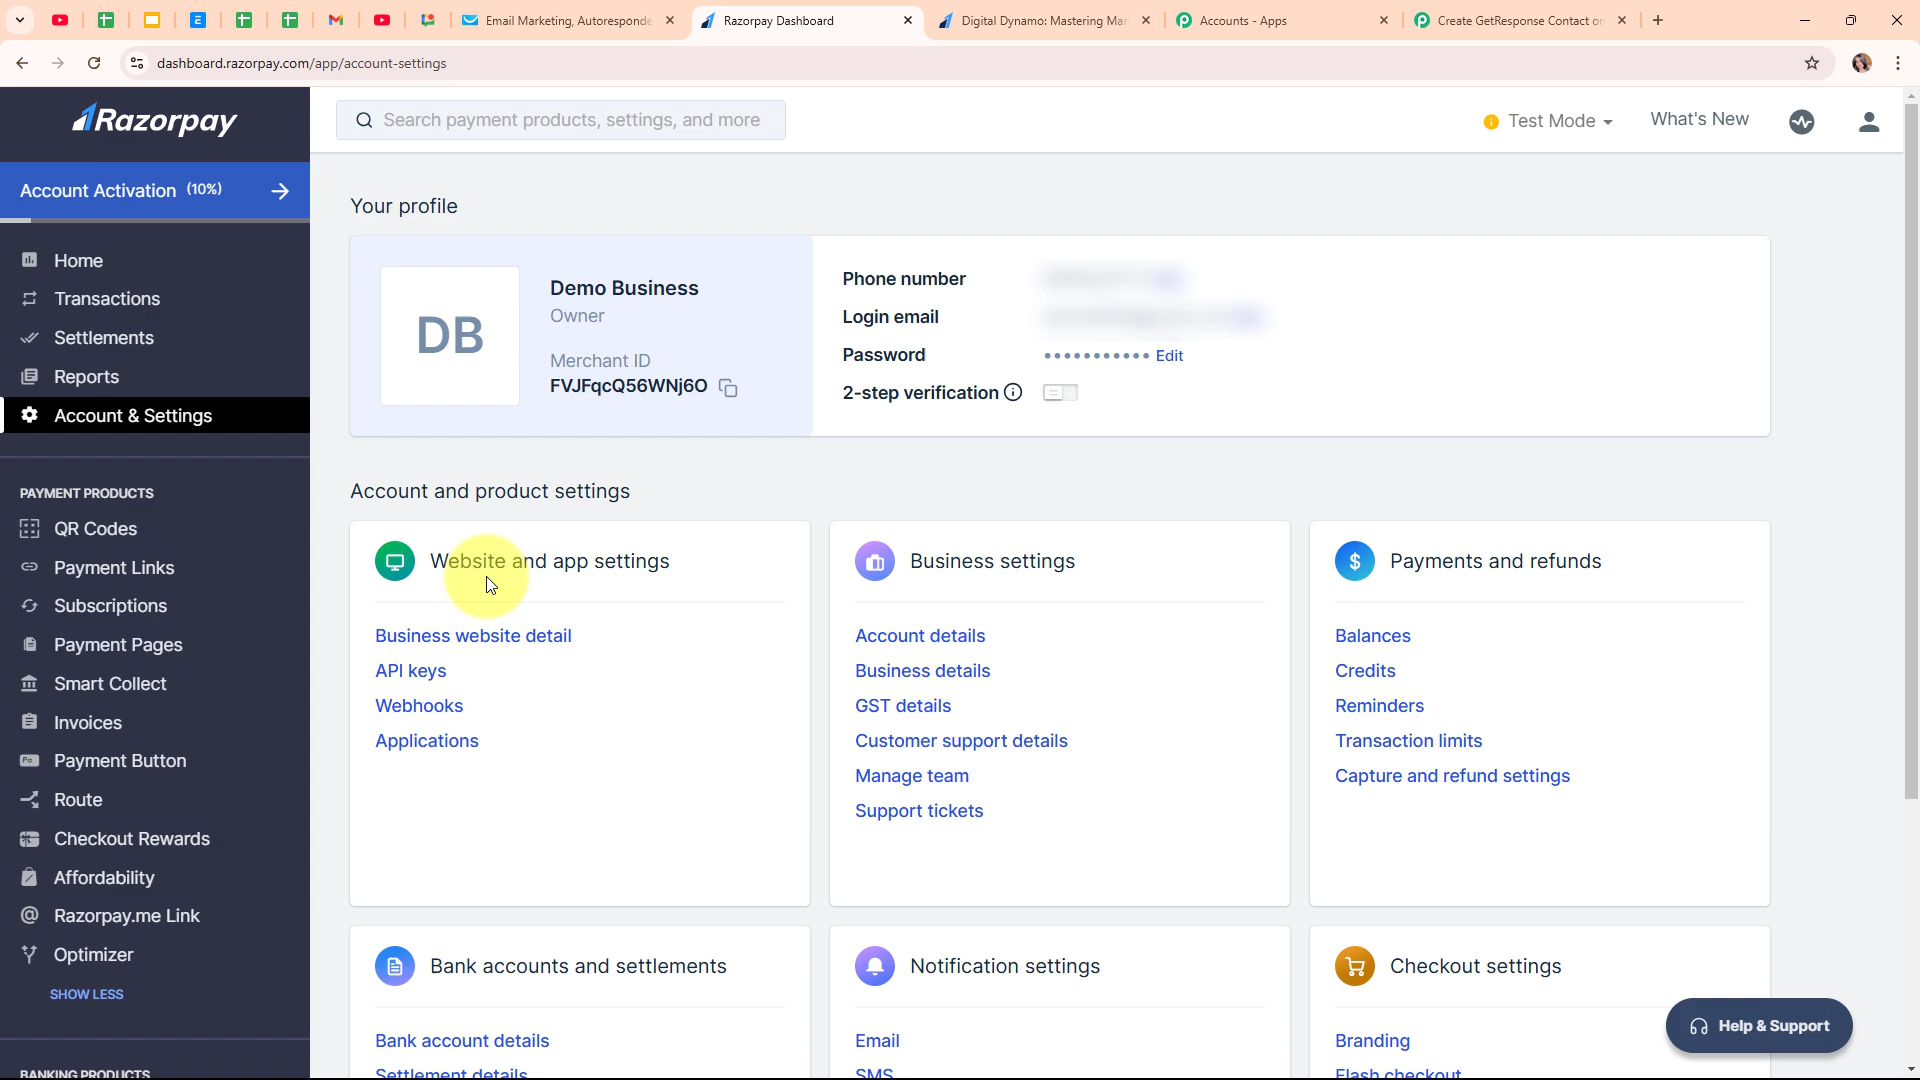 Email Marketing, Autoresponde
Razorpay Dashboard
Digital Dynamo: Mastering Mar
Accounts - Apps
Create GetResponse Contact on
dashboard.razorpay.com/app/account-settings
Razorpay
Search payment products, settings, and more
Test Mode
What's New
Account Activation (10%)
Home
Transactions
Settlements
Reports
Account & Settings
PAYMENT PRODUCTS
QR Codes
Payment Links
Subscriptions
Payment Pages
Smart Collect
Invoices
Payment Button
Route
Checkout Rewards
Affordability
Razorpay.me Link
Optimizer
SHOW LESS
BANKING PRODUCTS
Your profile
DB
Demo Business
Owner
Merchant ID
FVJFqcQ56WNj6O
Phone number
Login email
Password
••••••••••• Edit
2-step verification
Account and product settings
Website and app settings
Business website detail
API keys
Webhooks
Applications
Business settings
Account details
Business details
GST details
Customer support details
Manage team
Support tickets
Payments and refunds
Balances
Credits
Reminders
Transaction limits
Capture and refund settings
Bank accounts and settlements
Bank account details
Settlement details
Notification settings
Email
SMS
Checkout settings
Branding
Flash checkout
Help & Support